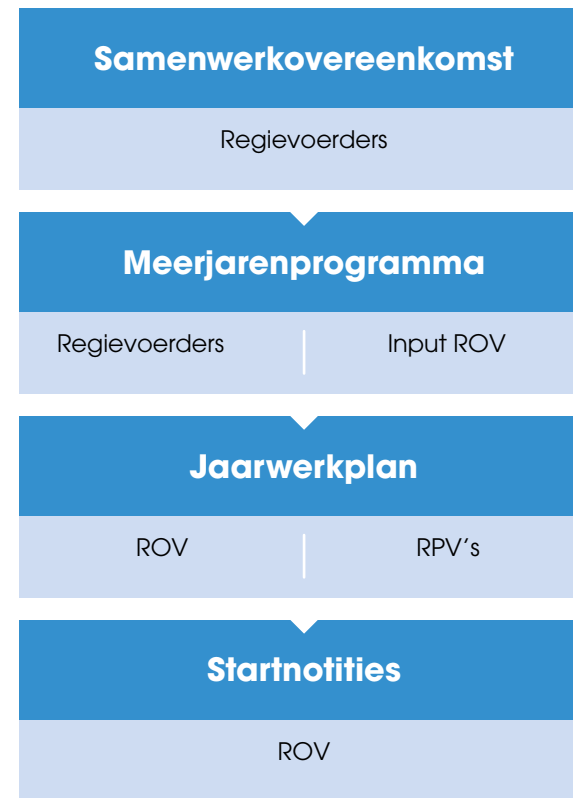 Samenwerkovereenkomst
Regievoerders
Meerjarenprogramma
Regievoerders Input ROV
Jaarwerkplan
ROV RPV's
Startnotities
ROV